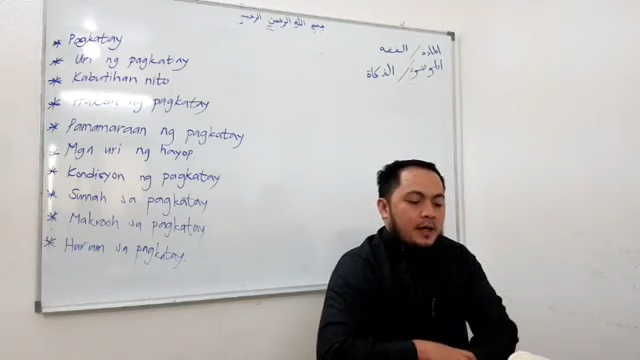 بسم الله الرحمن الرحيم
المادة / الفقه
الموضوع / الذكاة
* Pagkatay
* Uri ng pagkatay
* Kabutihan nito
* Hukom ng pagkatay
* Pamamaraan ng pagkatay
* Mga uri ng hayop.
* Kondisyon ng pagkatay
* Sunnah sa pagkatay
* Makrooh sa pagkatay
* Haram sa pagkatay.